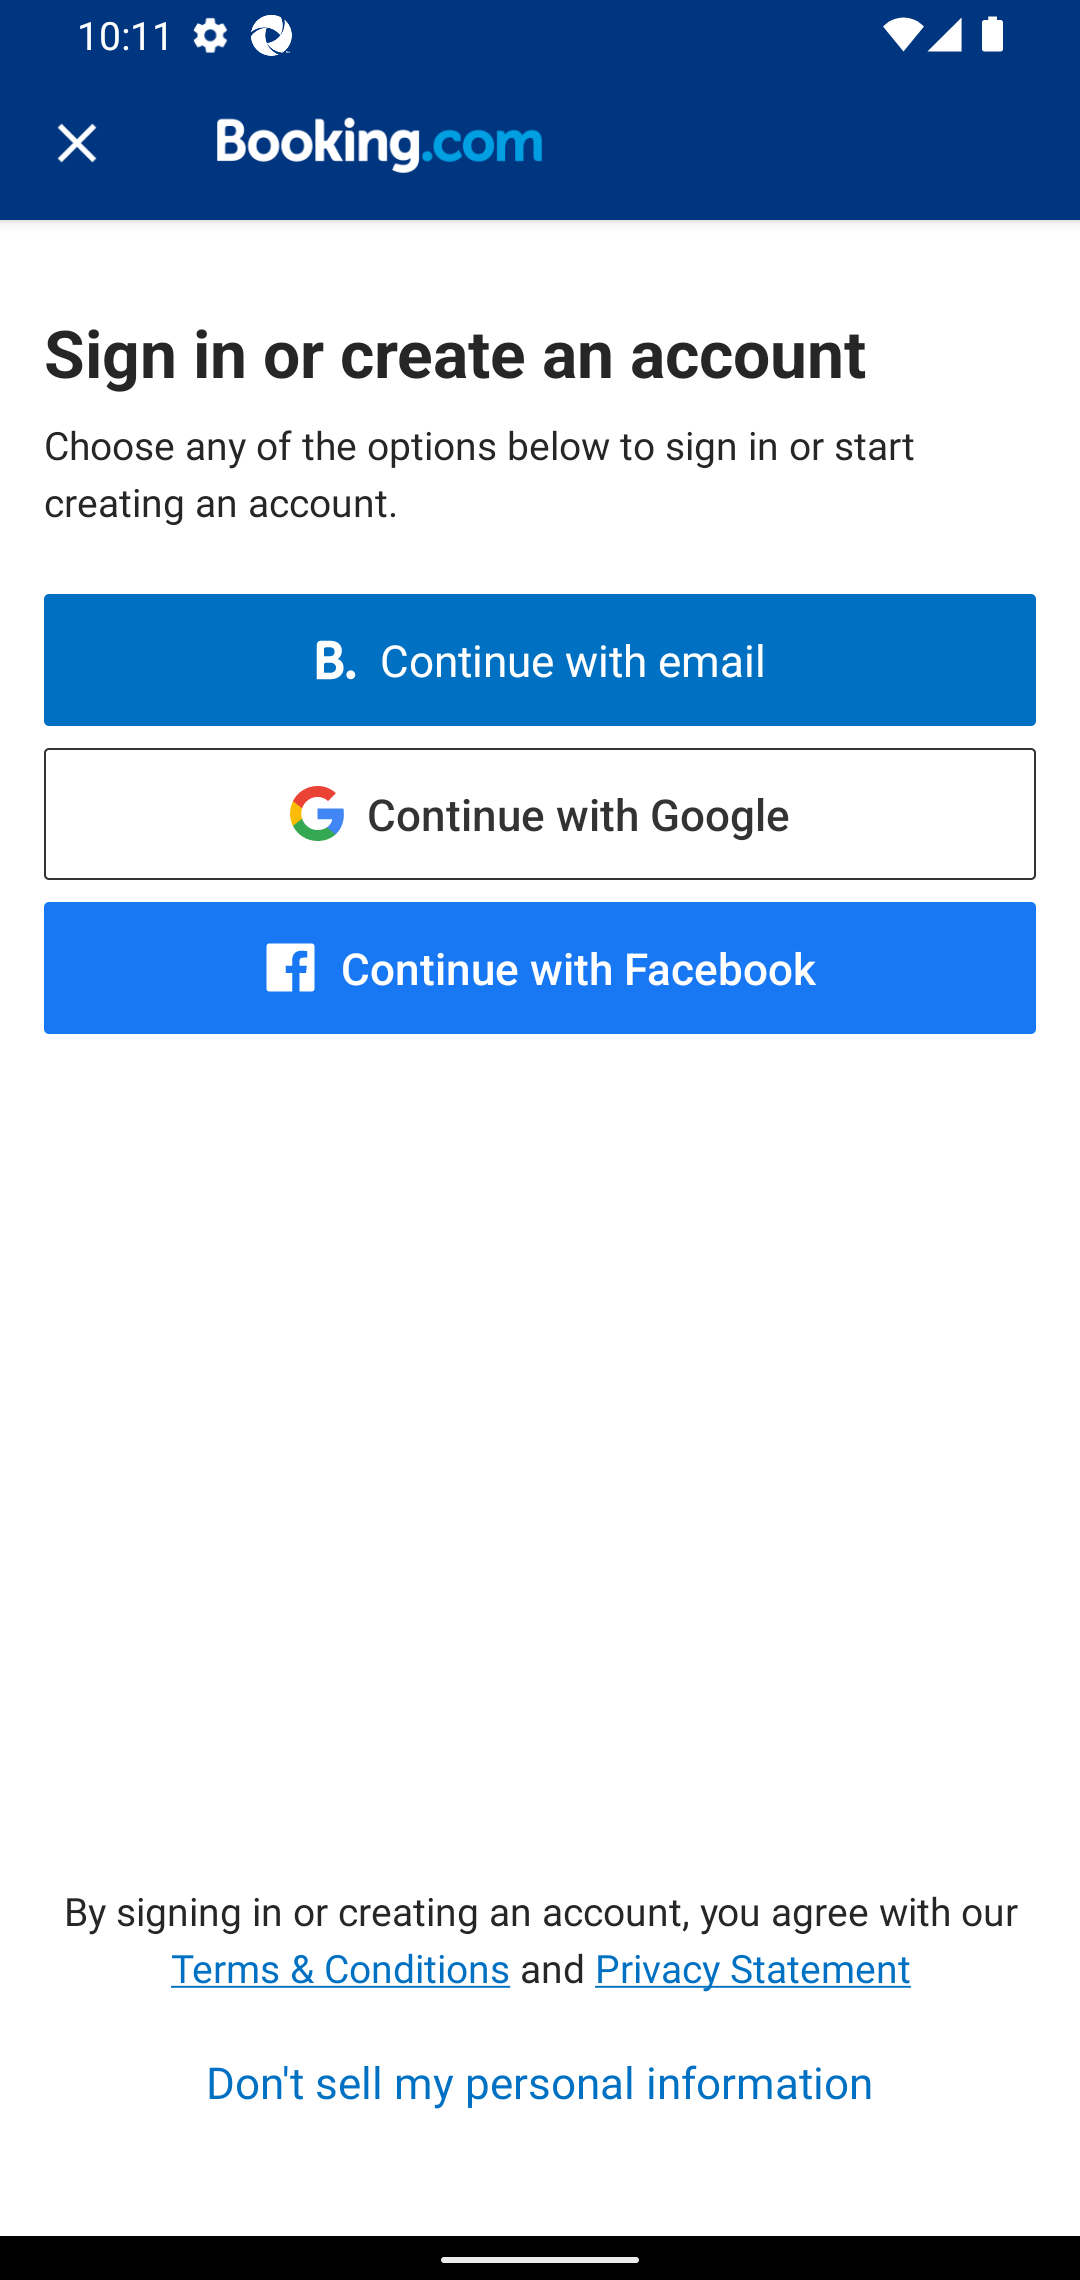 10:11
Booking.com
Sign in or create an account
Choose any of the options below to sign in or start
creating an account.
B. Continue with email
Continue with Google
Continue with Facebook
By signing in or creating an account, you agree with our
Terms & Conditions and Privacy Statement
Don't sell my personal information